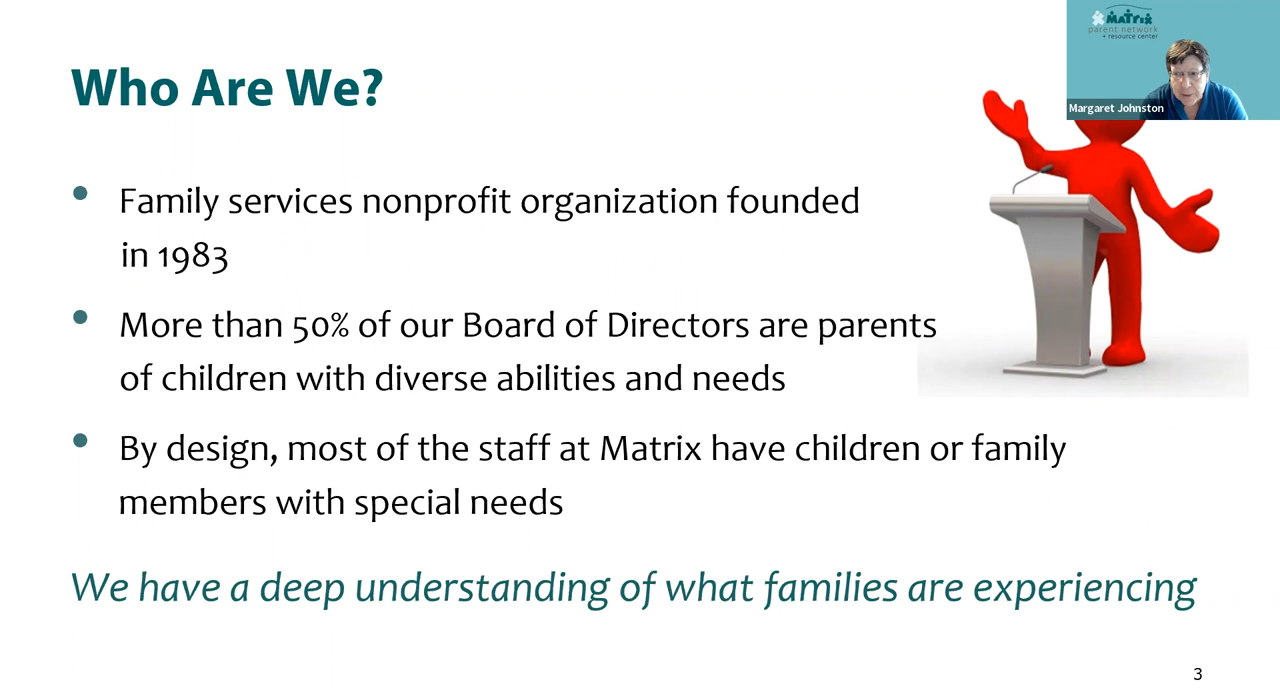 MATRIX
parent network
+ resource center
Margaret Johnston
Who Are We?
• Family services nonprofit organization founded
in 1983
• More than 50% of our Board of Directors are parents
of children with diverse abilities and needs
• By design, most of the staff at Matrix have children or family
members with special needs
We have a deep understanding of what families are experiencing
3